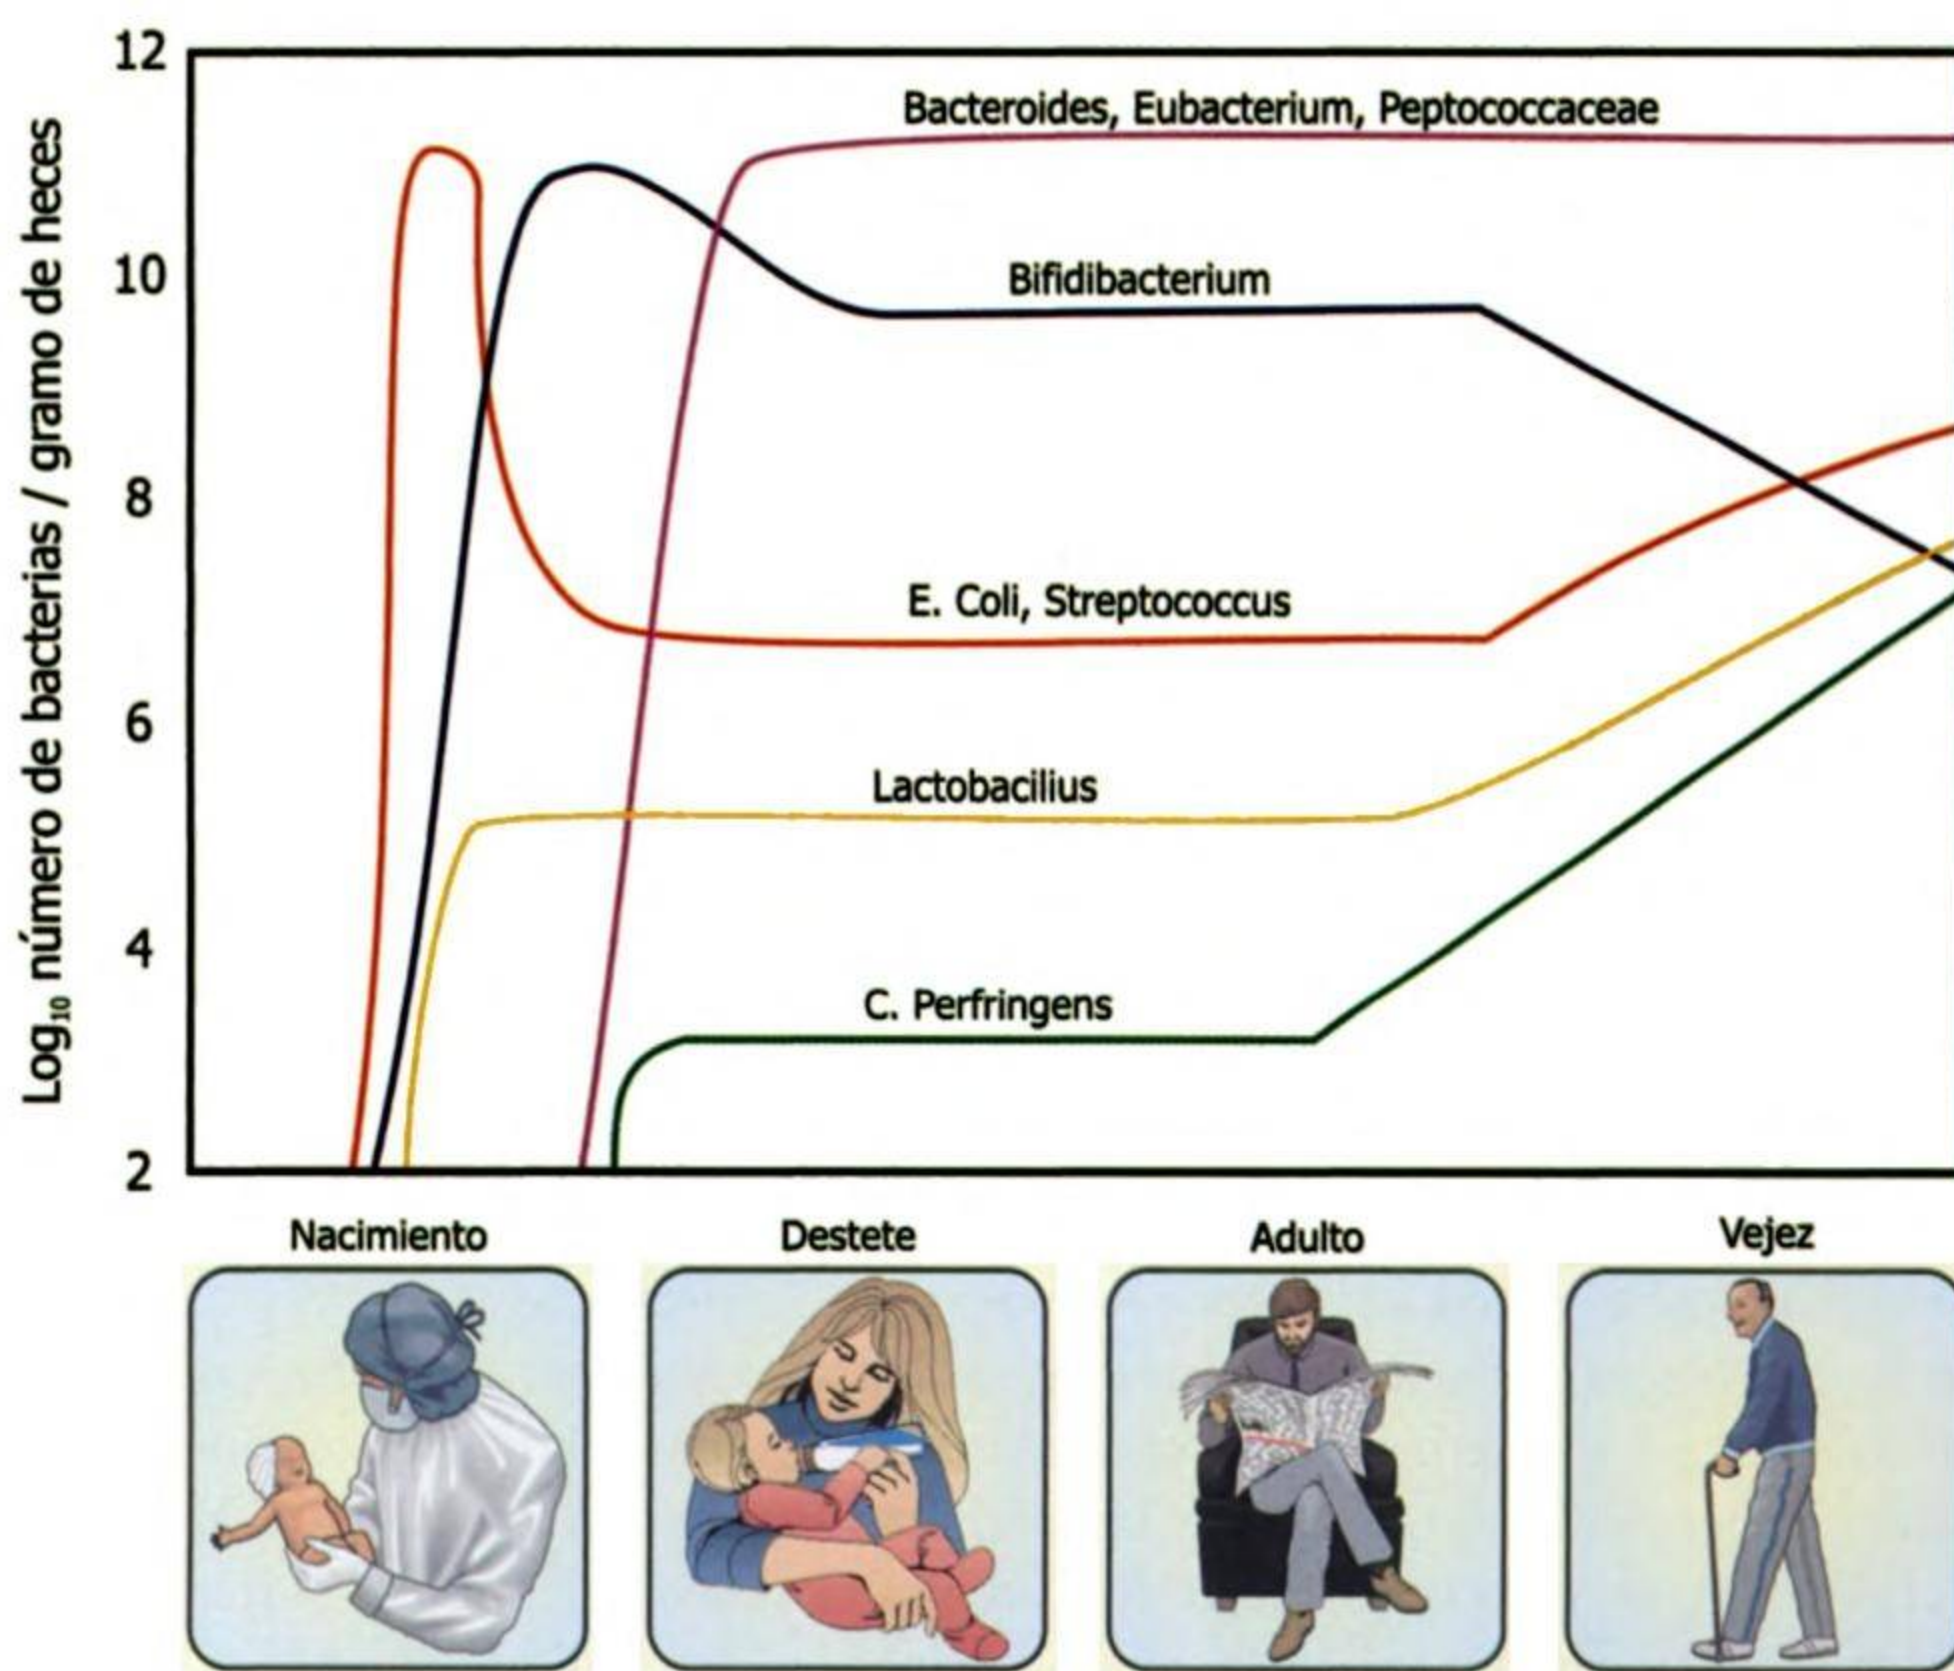 12
Bacteroides, Eubacterium, Peptococcaceae
10
Bifidibacterium
8
E. Coli, Streptococcus
6
Lactobacilius
4
C. Perfringens
2
Log₁₀ número de bacterias / gramo de heces
Nacimiento Destete Adulto Vejez